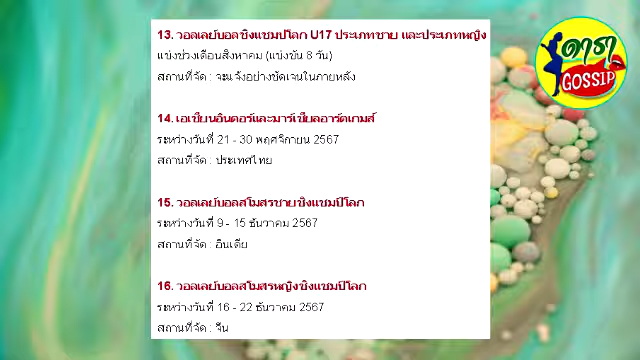 ดารา
GOSSIP
13. วอลเลย์บอลชิงแชมป์โลก U17 ประเภทชาย และประเภทหญิง
แข่งช่วงเดือนสิงหาคม (แข่งขัน 8 วัน)
สถานที่จัด : จะแจ้งอย่างชัดเจนในภายหลัง
14. เอเชียนอินดอร์และมาร์เชียลอาร์ตเกมส์
ระหว่างวันที่ 21 - 30 พฤศจิกายน 2567
สถานที่จัด : ประเทศไทย
15. วอลเลย์บอลสโมสรชายชิงแชมป์โลก
ระหว่างวันที่ 9 - 15 ธันวาคม 2567
สถานที่จัด : อินเดีย
16. วอลเลย์บอลสโมสรหญิงชิงแชมป์โลก
ระหว่างวันที่ 16 - 22 ธันวาคม 2567
สถานที่จัด : จีน